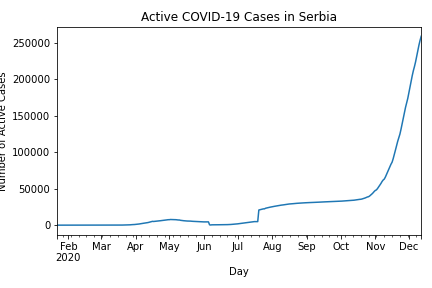 Active COVID-19 Cases in Serbia
250000
200000
150000
100000
50000
0
Number of Active Cases
Feb Mar Apr May Jun Jul Aug Sep Oct Nov Dec
2020
Day